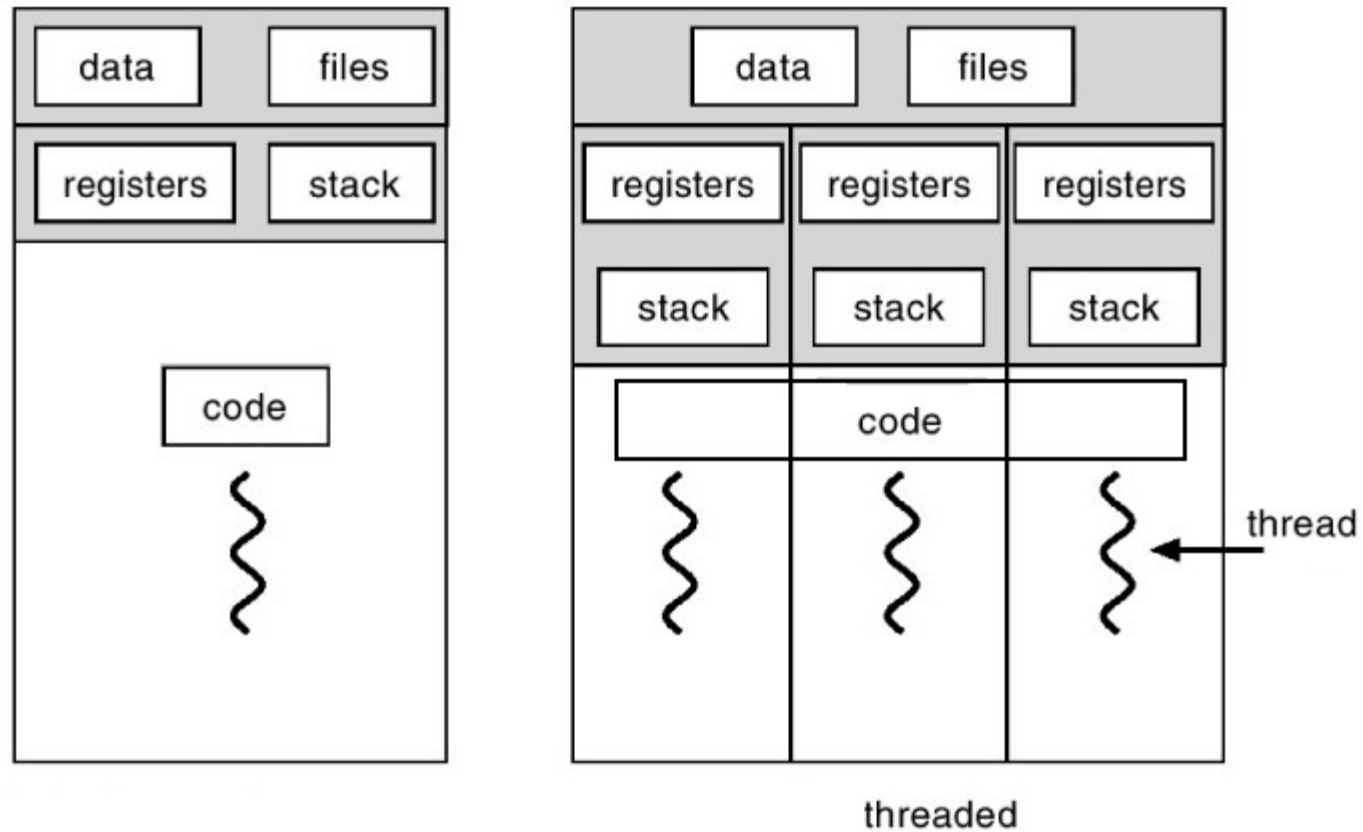 data files
registers stack
code
data files
registers registers registers
stack stack stack
code
thread
threaded